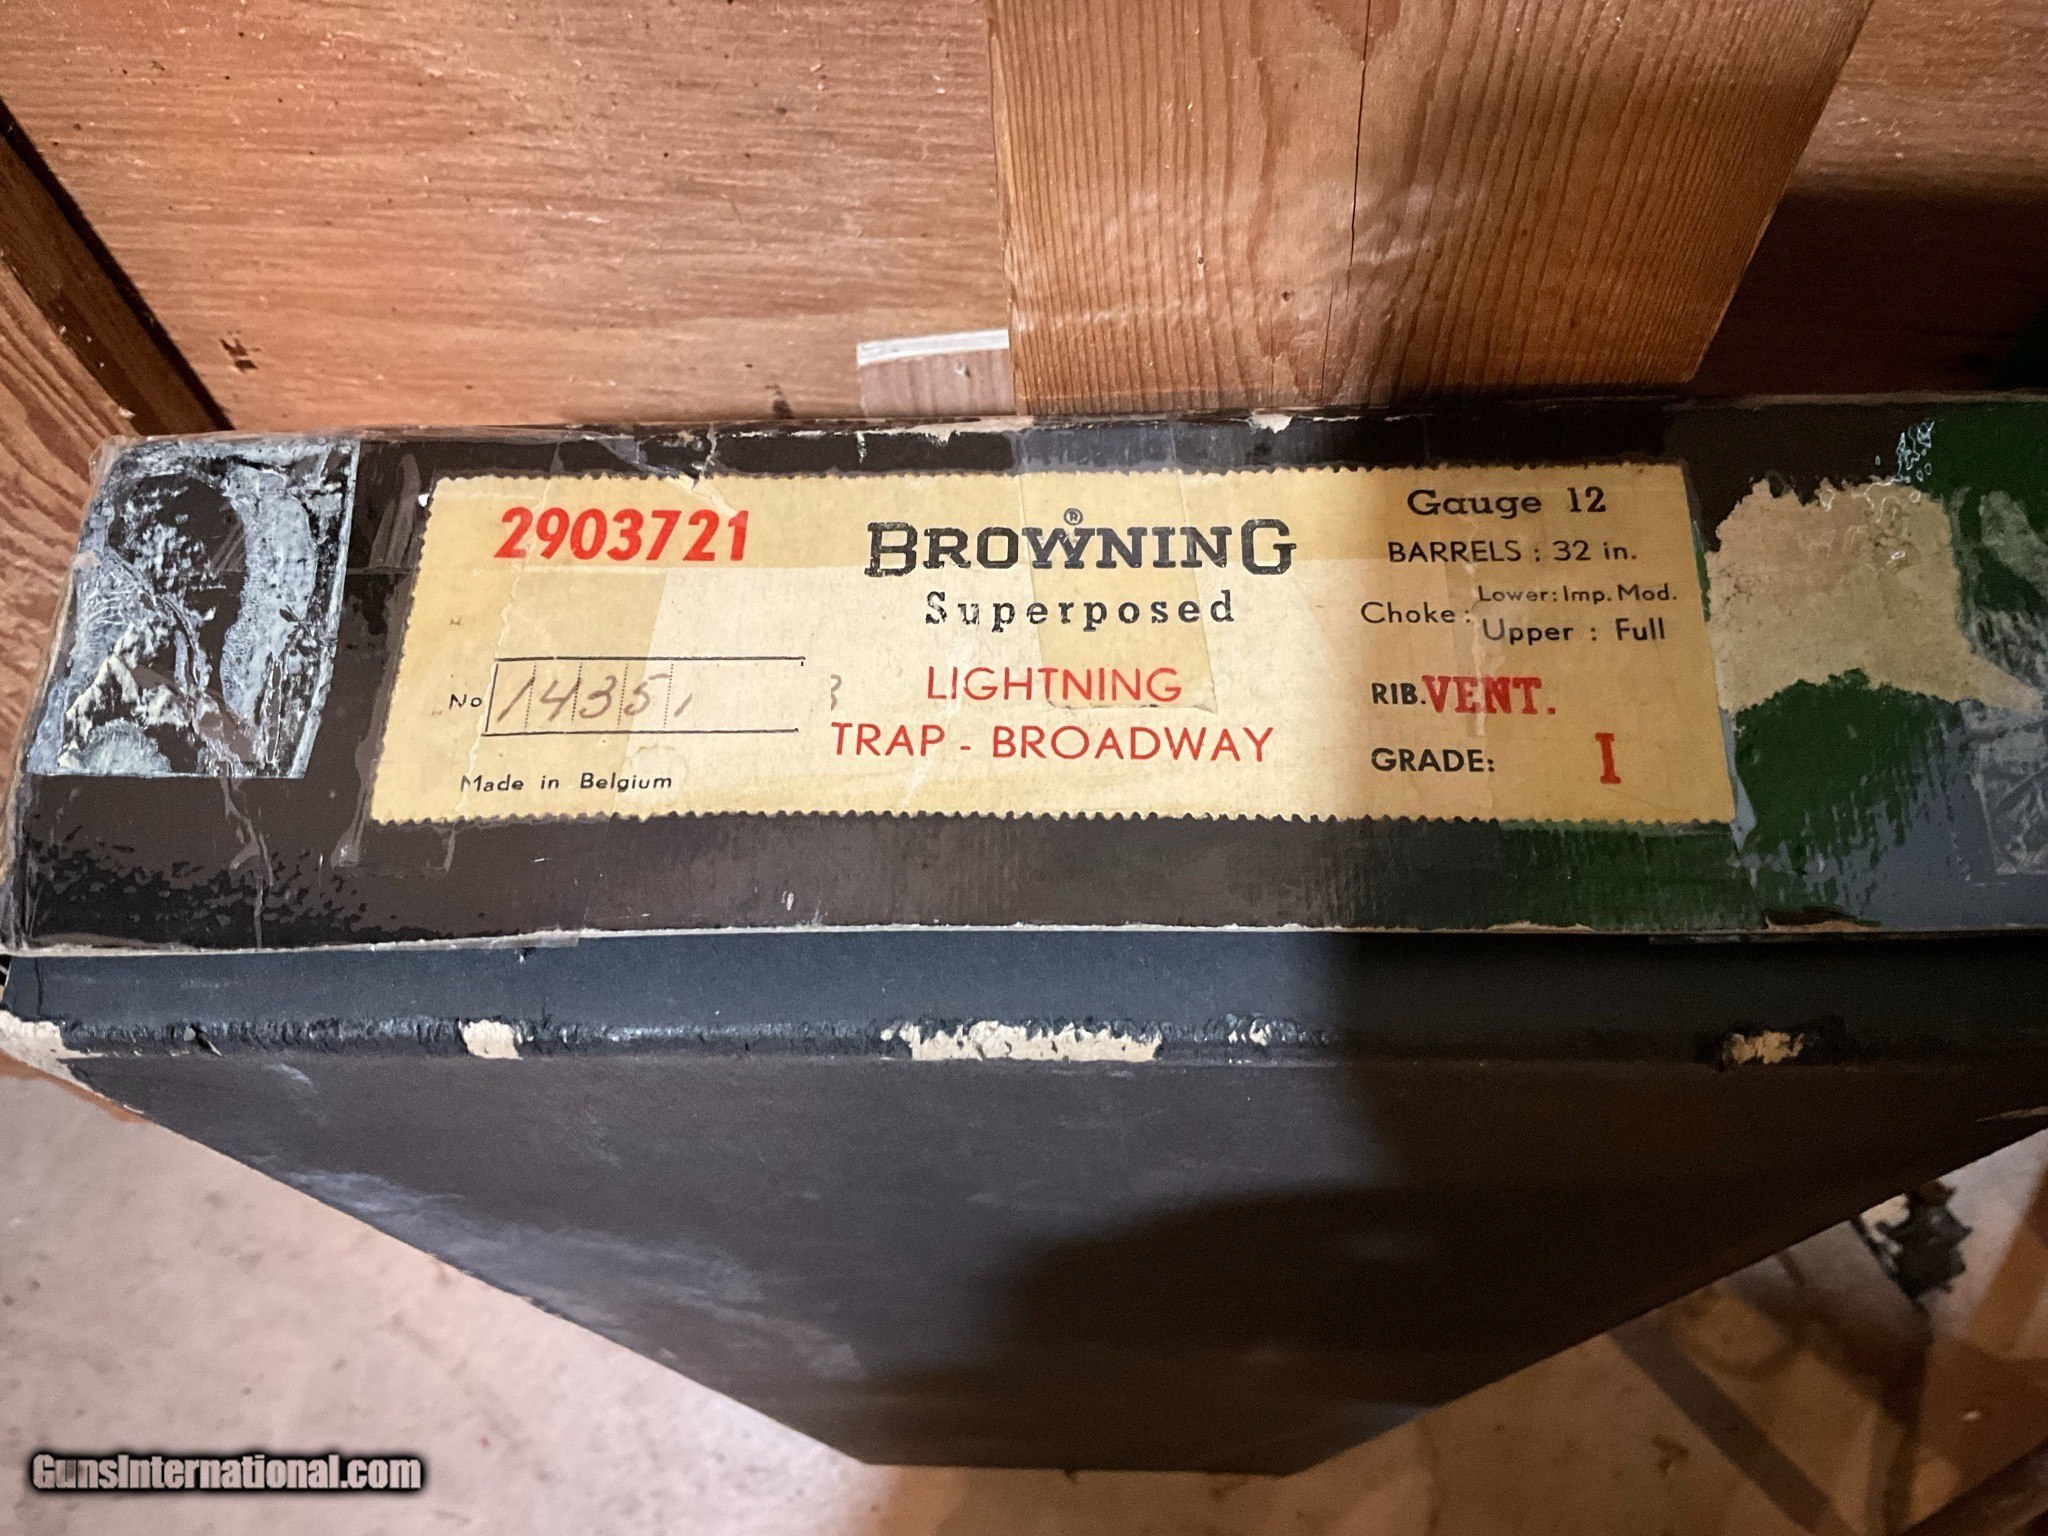 2903721
No 1435
Made in Belgium
BROWNING®
Superposed
LIGHTNING
TRAP - BROADWAY
Gauge 12
BARRELS : 32 in.
Choke : Lower: Imp. Mod.
Upper : Full
RIB. VENT.
GRADE: I
GunsInternational.com